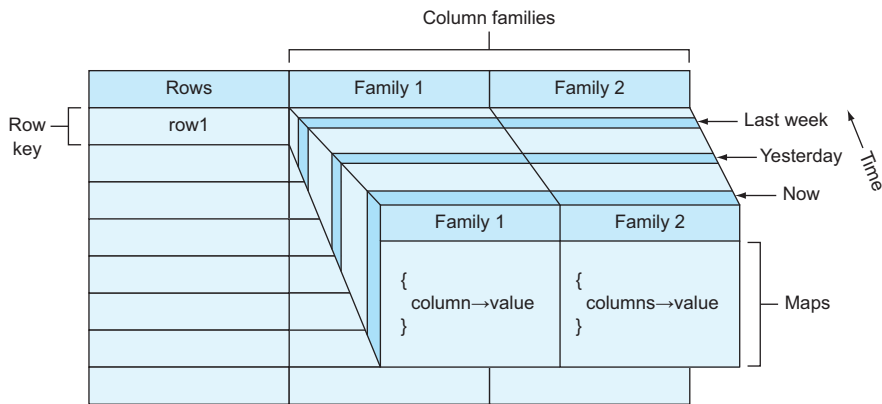 Column families
Rows
Family 1
Family 2
Row
key
row1
Last week
Yesterday
Now
Time
Family 1
Family 2
{
column→value
}
{
columns→value
}
Maps